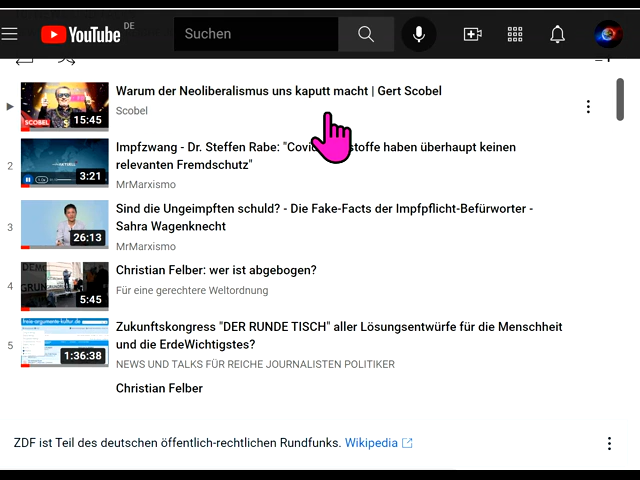 YouTube DE
Suchen
Warum der Neoliberalismus uns kaputt macht | Gert Scobel
Scobel
SCOBEL
15:45
2
Impfzwang - Dr. Steffen Rabe: "Covid stoffe haben überhaupt keinen
relevanten Fremdschutz"
MrMarxismo
3:21
3
Sind die Ungeimpften schuld? - Die Fake-Facts der Impfpflicht-Befürworter -
Sahra Wagenknecht
MrMarxismo
26:13
4
Christian Felber: wer ist abgebogen?
Für eine gerechtere Weltordnung
5:45
5
Zukunftskongress "DER RUNDE TISCH" aller Lösungsentwürfe für die Menschheit
und die ErdeWichtigstes?
NEWS UND TALKS FÜR REICHE JOURNALISTEN POLITIKER
1:36:38
Christian Felber
ZDF ist Teil des deutschen öffentlich-rechtlichen Rundfunks. Wikipedia